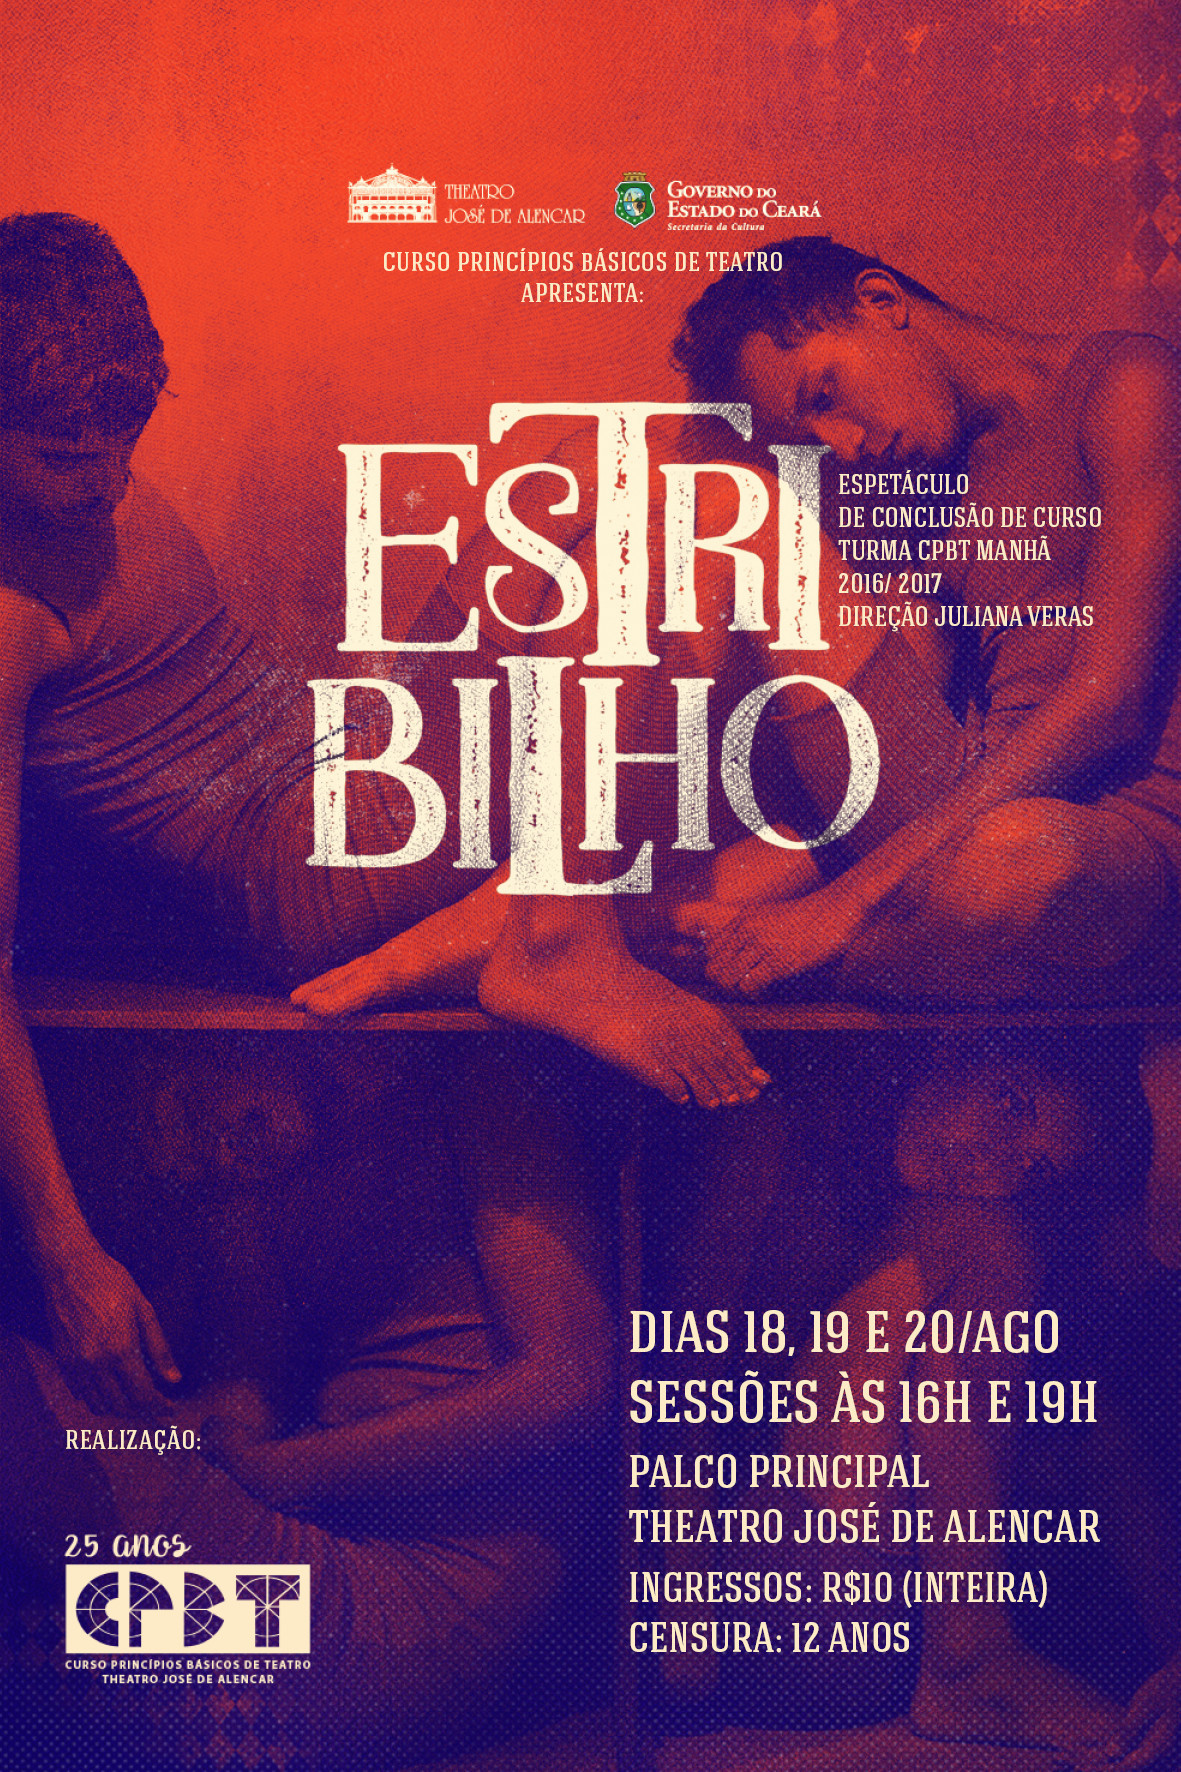 THEATRO
JOSÉ DE ALENCAR
GOVERNO DO
ESTADO DO CEARÁ
Secretaria da Cultura
CURSO PRINCÍPIOS BÁSICOS DE TEATRO
APRESENTA:
ESTRI
BILHO
ESPETÁCULO
DE CONCLUSÃO DE CURSO
TURMA CPBT MANHÃ
2016/ 2017
DIREÇÃO JULIANA VERAS
DIAS 18, 19 E 20/AGO
SESSÕES ÀS 16H E 19H
PALCO PRINCIPAL
THEATRO JOSÉ DE ALENCAR
INGRESSOS: R$10 (INTEIRA)
CENSURA: 12 ANOS
REALIZAÇÃO:
25 anos
CPBT
CURSO PRINCÍPIOS BÁSICOS DE TEATRO
THEATRO JOSÉ DE ALENCAR